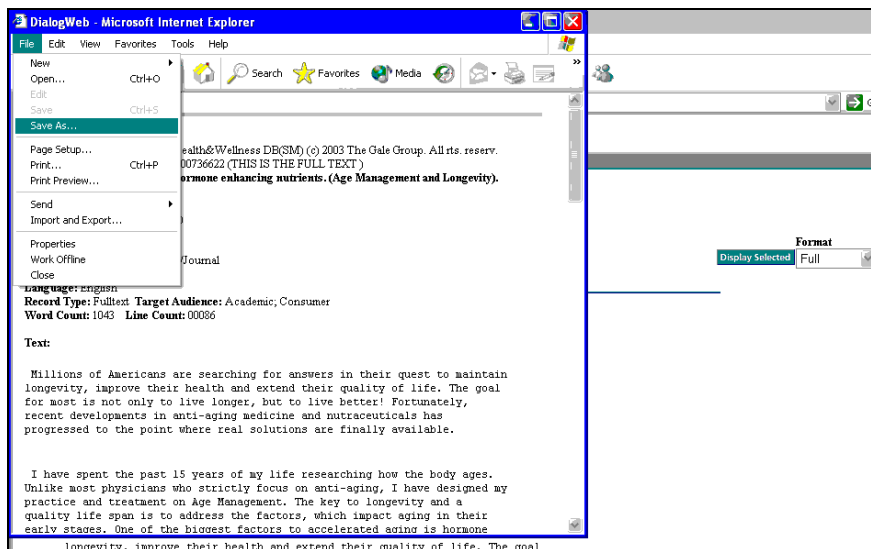 DialogWeb - Microsoft Internet Explorer
File Edit View Favorites Tools Help
New
Open... Ctrl+O
Edit
Save Ctrl+S
Save As...
Page Setup...
Print... Ctrl+P
Print Preview...
Send
Import and Export...
Properties
Work Offline
Close
Search Favorites Media »
ealth&Wellness DB(SM) (c) 2003 The Gale Group. All rts. reserv.
00736622 (THIS IS THE FULL TEXT )
ormone enhancing nutrients. (Age Management and Longevity).
)
/Journal
Language: English
Record Type: Fulltext Target Audience: Academic; Consumer
Word Count: 1043 Line Count: 00086
Text:
Millions of Americans are searching for answers in their quest to maintain
longevity, improve their health and extend their quality of life. The goal
for most is not only to live longer, but to live better! Fortunately,
recent developments in anti-aging medicine and nutraceuticals has
progressed to the point where real solutions are finally available.
I have spent the past 15 years of my life researching how the body ages.
Unlike most physicians who strictly focus on anti-aging, I have designed my
practice and treatment on Age Management. The key to longevity and a
quality life span is to address the factors, which impact aging in their
early stages. One of the biggest factors to accelerated aging is hormone
longevity, improve their health and extend their quality of life. The goal
G
Format
Display Selected Full